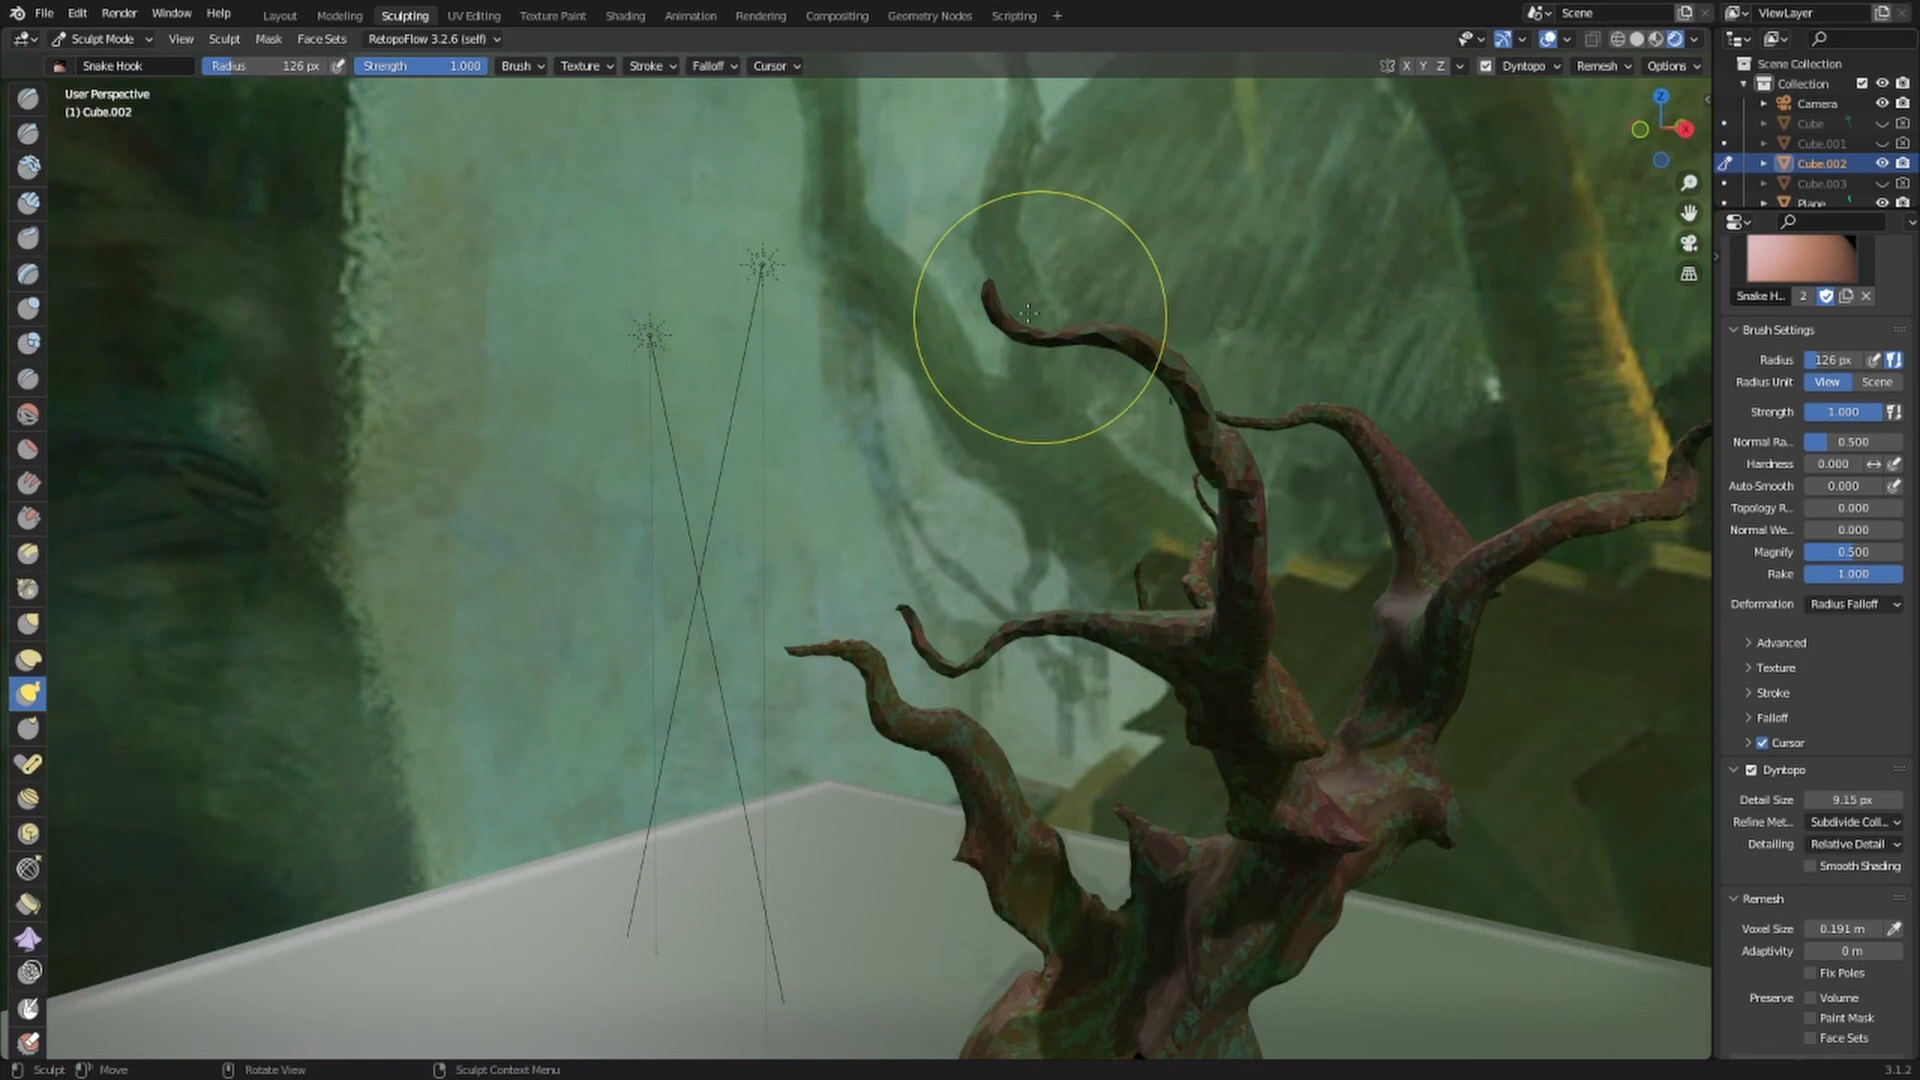 File Edit Render Window Help Layout Modeling Sculpting UV Editing Texture Paint Shading Animation Rendering Compositing Geometry Nodes Scripting + Scene ViewLayer
Sculpt Mode View Sculpt Mask Face Sets RetopoFlow 3.2.6 (self)
Snake Hook Radius 126 px Strength 1.000 Brush Texture Stroke Falloff Cursor X Y Z Dyntopo Remesh Options
User Perspective
(1) Cube.002
Z
X
Scene Collection
Collection
Camera
Cube
Cube.001
Cube.002
Cube.003
Plane
Snake H... 2
Brush Settings
Radius 126 px
Radius Unit View Scene
Strength 1.000
Normal Ra... 0.500
Hardness 0.000
Auto-Smooth 0.000
Topology R... 0.000
Normal We... 0.000
Magnify 0.500
Rake 1.000
Deformation Radius Falloff
Advanced
Texture
Stroke
Falloff
Cursor
Dyntopo
Detail Size 9.15 px
Refine Met... Subdivide Coll...
Detailing Relative Detail
Smooth Shading
Remesh
Voxel Size 0.191 m
Adaptivity 0 m
Fix Poles
Preserve Volume
Paint Mask
Face Sets
Sculpt Move Rotate View Sculpt Context Menu 3.1.2